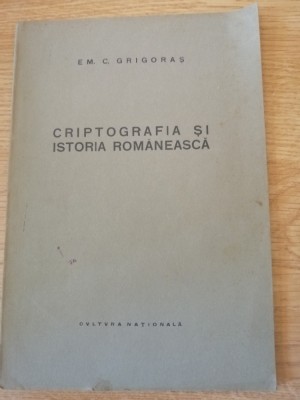 EM. C. GRIGORAȘ
CRIPTOGRAFIA ȘI
ISTORIA ROMÂNEASCĂ
CVLTVRA NAȚIONALĂ